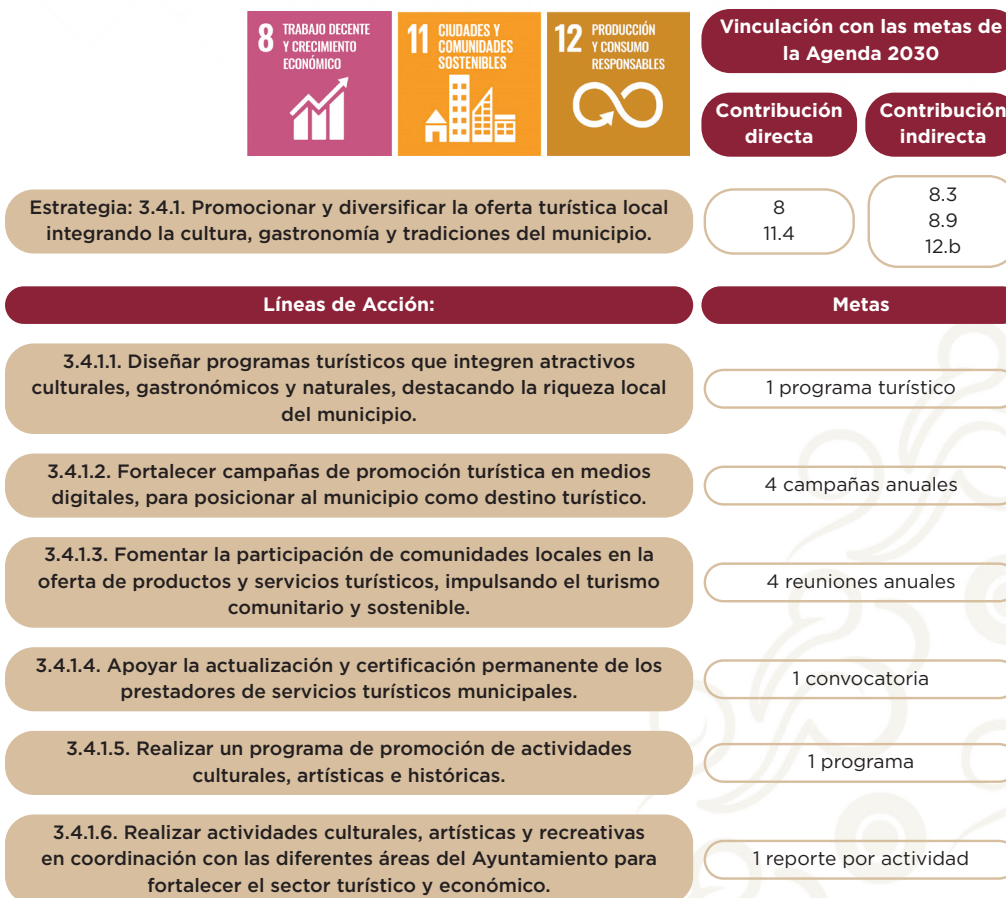 8 TRABAJO DECENTE
Y CRECIMIENTO
ECONÓMICO
11 CIUDADES Y
COMUNIDADES
SOSTENIBLES
12 PRODUCCIÓN
Y CONSUMO
RESPONSABLES
Vinculación con las metas de
la Agenda 2030
Contribución
directa
Contribución
indirecta
Estrategia: 3.4.1. Promocionar y diversificar la oferta turística local
integrando la cultura, gastronomía y tradiciones del municipio.
8
11.4
8.3
8.9
12.b
Líneas de Acción:
Metas
3.4.1.1. Diseñar programas turísticos que integren atractivos
culturales, gastronómicos y naturales, destacando la riqueza local
del municipio.
1 programa turístico
3.4.1.2. Fortalecer campañas de promoción turística en medios
digitales, para posicionar al municipio como destino turístico.
4 campañas anuales
3.4.1.3. Fomentar la participación de comunidades locales en la
oferta de productos y servicios turísticos, impulsando el turismo
comunitario y sostenible.
4 reuniones anuales
3.4.1.4. Apoyar la actualización y certificación permanente de los
prestadores de servicios turísticos municipales.
1 convocatoria
3.4.1.5. Realizar un programa de promoción de actividades
culturales, artísticas e históricas.
1 programa
3.4.1.6. Realizar actividades culturales, artísticas y recreativas
en coordinación con las diferentes áreas del Ayuntamiento para
fortalecer el sector turístico y económico.
1 reporte por actividad